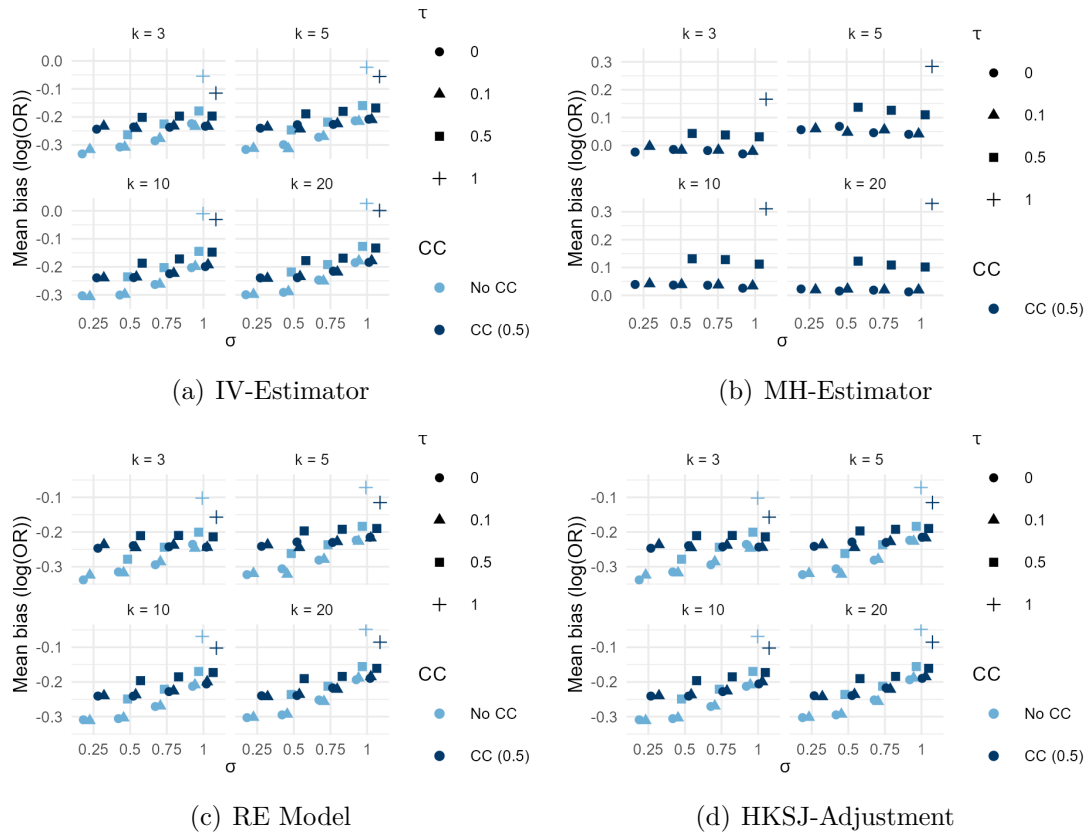 τ
k = 3
k = 5
0
0.1
0.5
1
0.0
-0.1
-0.2
-0.3
k = 10
k = 20
0.0
-0.1
-0.2
-0.3
Mean bias (log(OR))
CC
No CC
CC (0.5)
0.25 0.5 0.75 1 0.25 0.5 0.75 1
σ
(a) IV-Estimator
τ
k = 3
k = 5
0
0.1
0.5
1
0.3
0.2
0.1
0.0
k = 10
k = 20
0.3
0.2
0.1
0.0
Mean bias (log(OR))
CC
CC (0.5)
0.25 0.5 0.75 1 0.25 0.5 0.75 1
σ
(b) MH-Estimator
τ
k = 3
k = 5
0
0.1
0.5
1
-0.1
-0.2
-0.3
k = 10
k = 20
-0.1
-0.2
-0.3
Mean bias (log(OR))
CC
No CC
CC (0.5)
0.25 0.5 0.75 1 0.25 0.5 0.75 1
σ
(c) RE Model
τ
k = 3
k = 5
0
0.1
0.5
1
-0.1
-0.2
-0.3
k = 10
k = 20
-0.1
-0.2
-0.3
Mean bias (log(OR))
CC
No CC
CC (0.5)
0.25 0.5 0.75 1 0.25 0.5 0.75 1
σ
(d) HKSJ-Adjustment